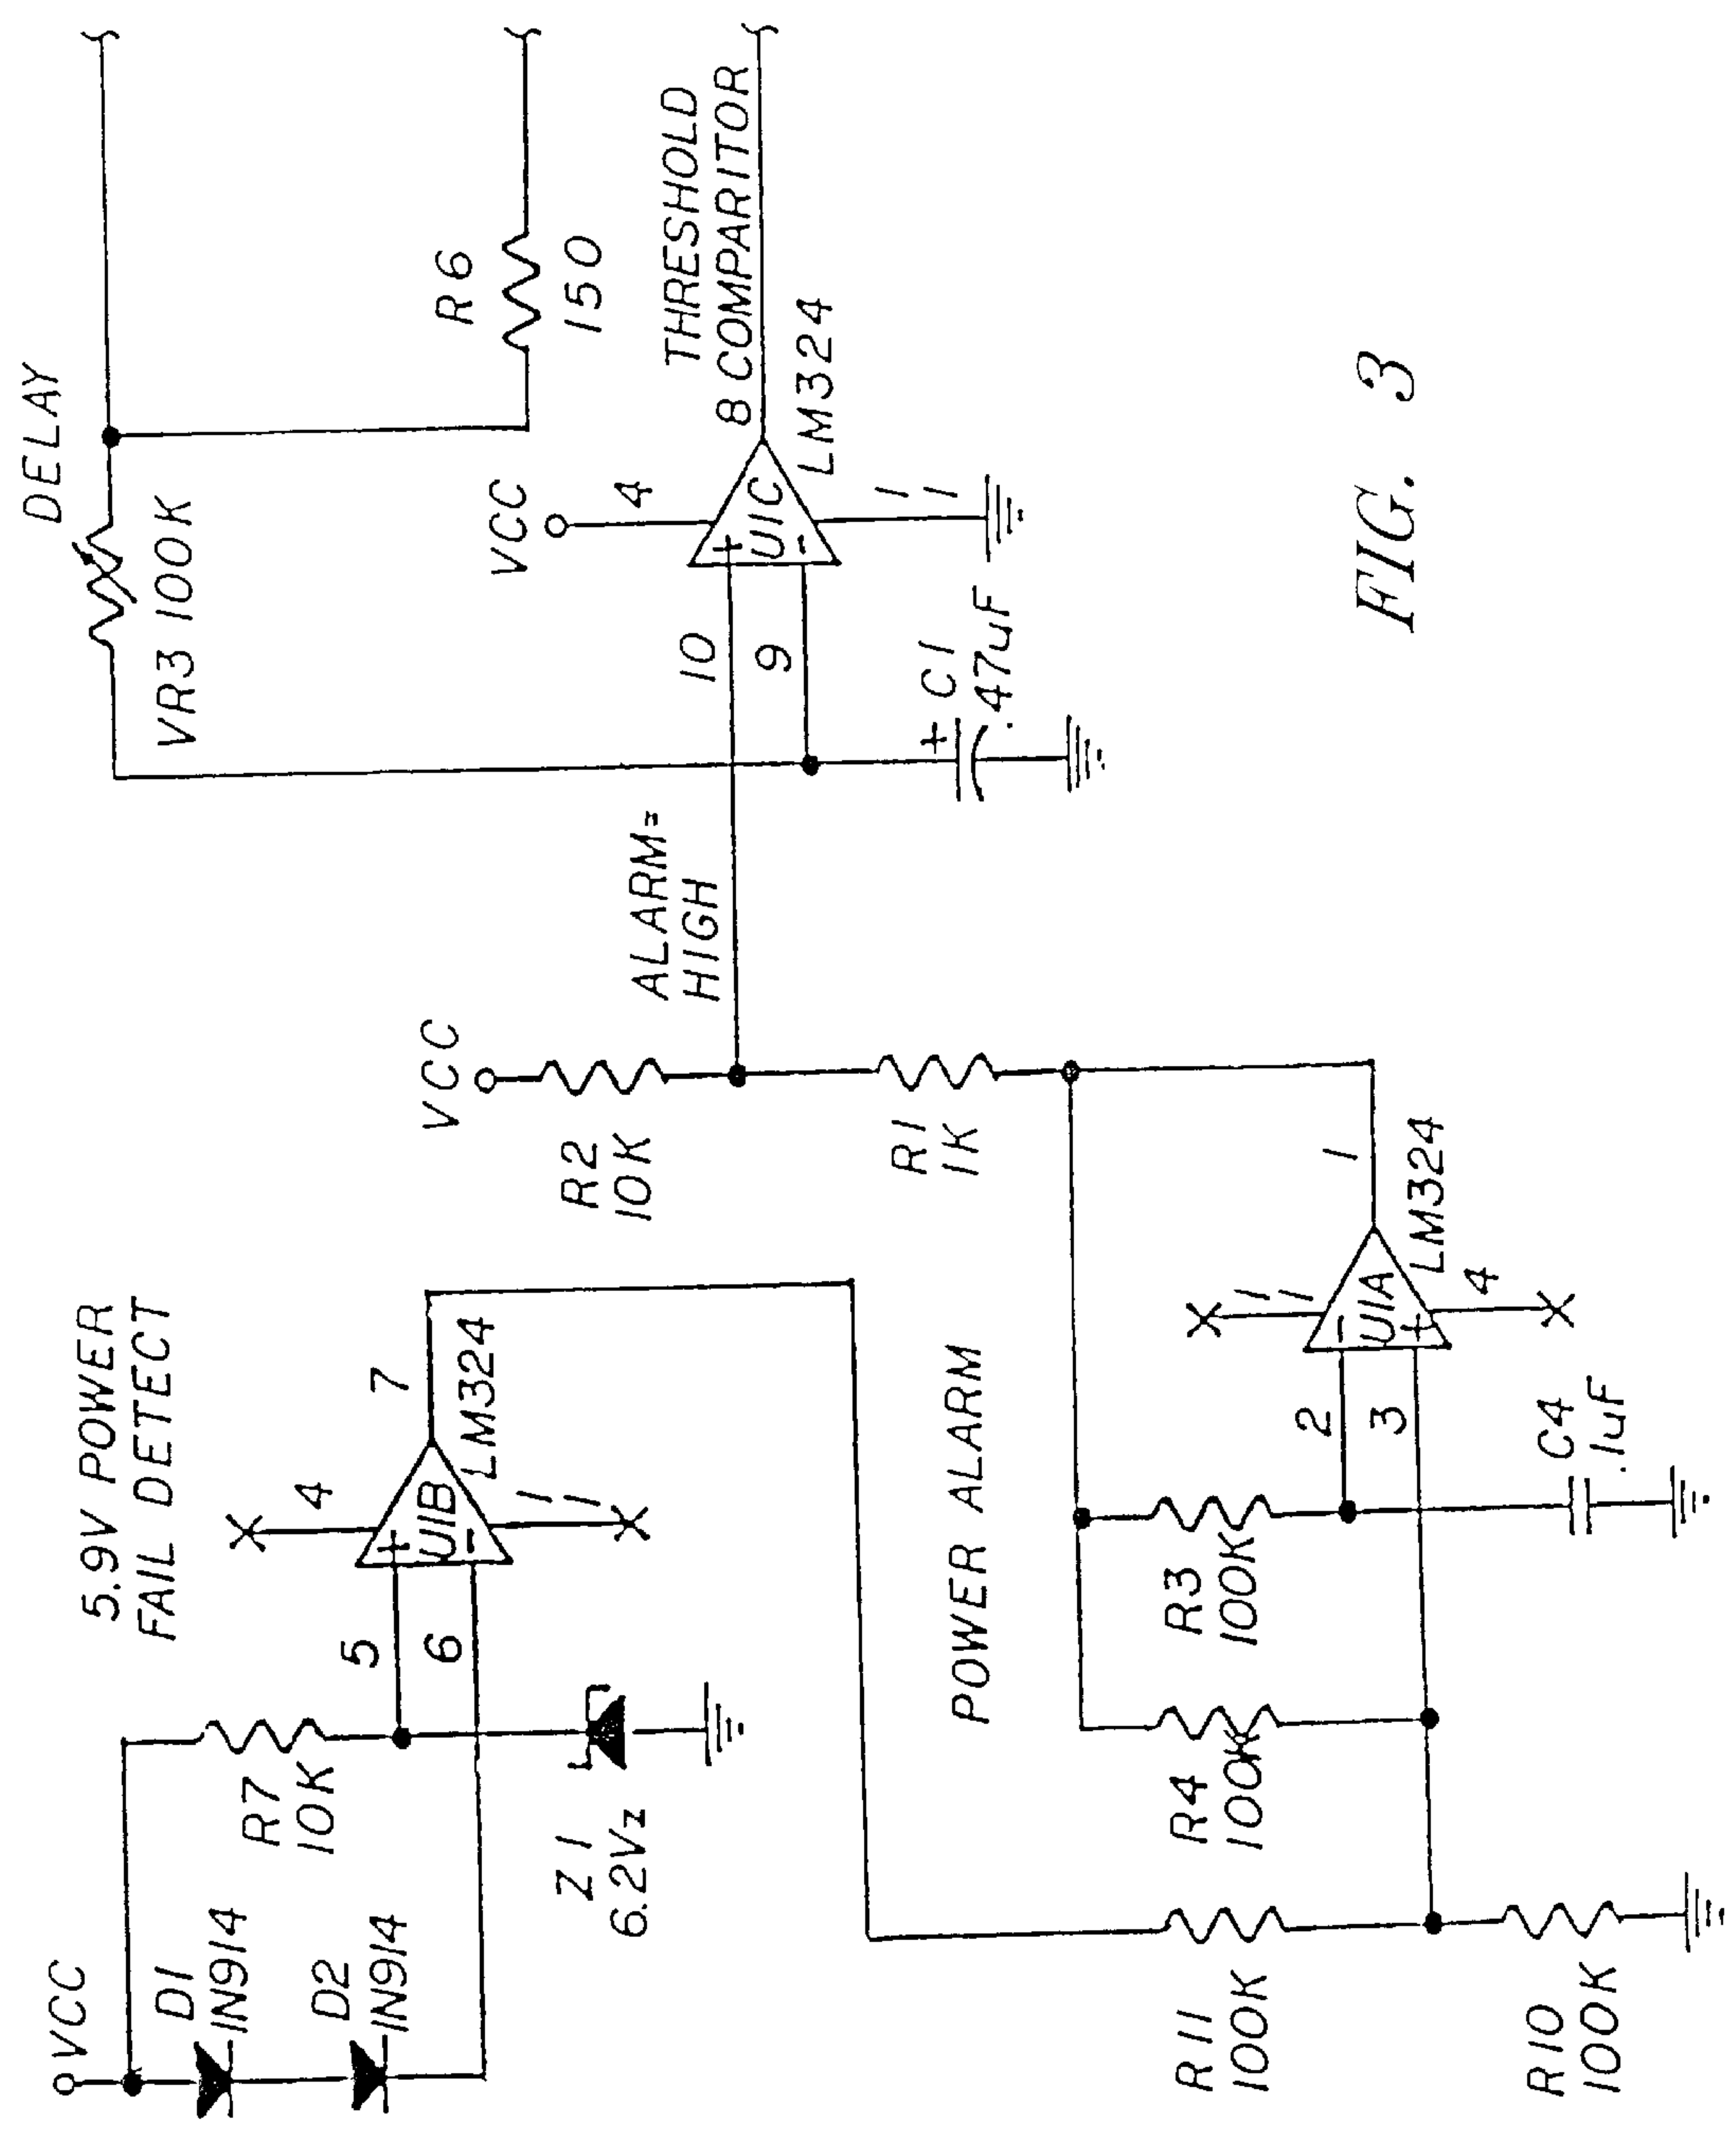 VCC
D1
1N914
D2
1N914
R7
10K
Z1
6.2Vz
5.9V POWER
FAIL DETECT
5
6
U1B
+
-
4
11
7
LM324
R11
100K
R10
100K
POWER ALARM
R4
100K
R3
100K
C4
.1uF
2
3
U1A
-
+
11
4
1
LM324
VCC
R2
10K
R1
1K
ALARM=
HIGH
DELAY
VR3 100K
R6
150
VCC
4
10
9
U1C
+
-
11
LM324
THRESHOLD
8 COMPARITOR
+
C1
.47uF
FIG. 3